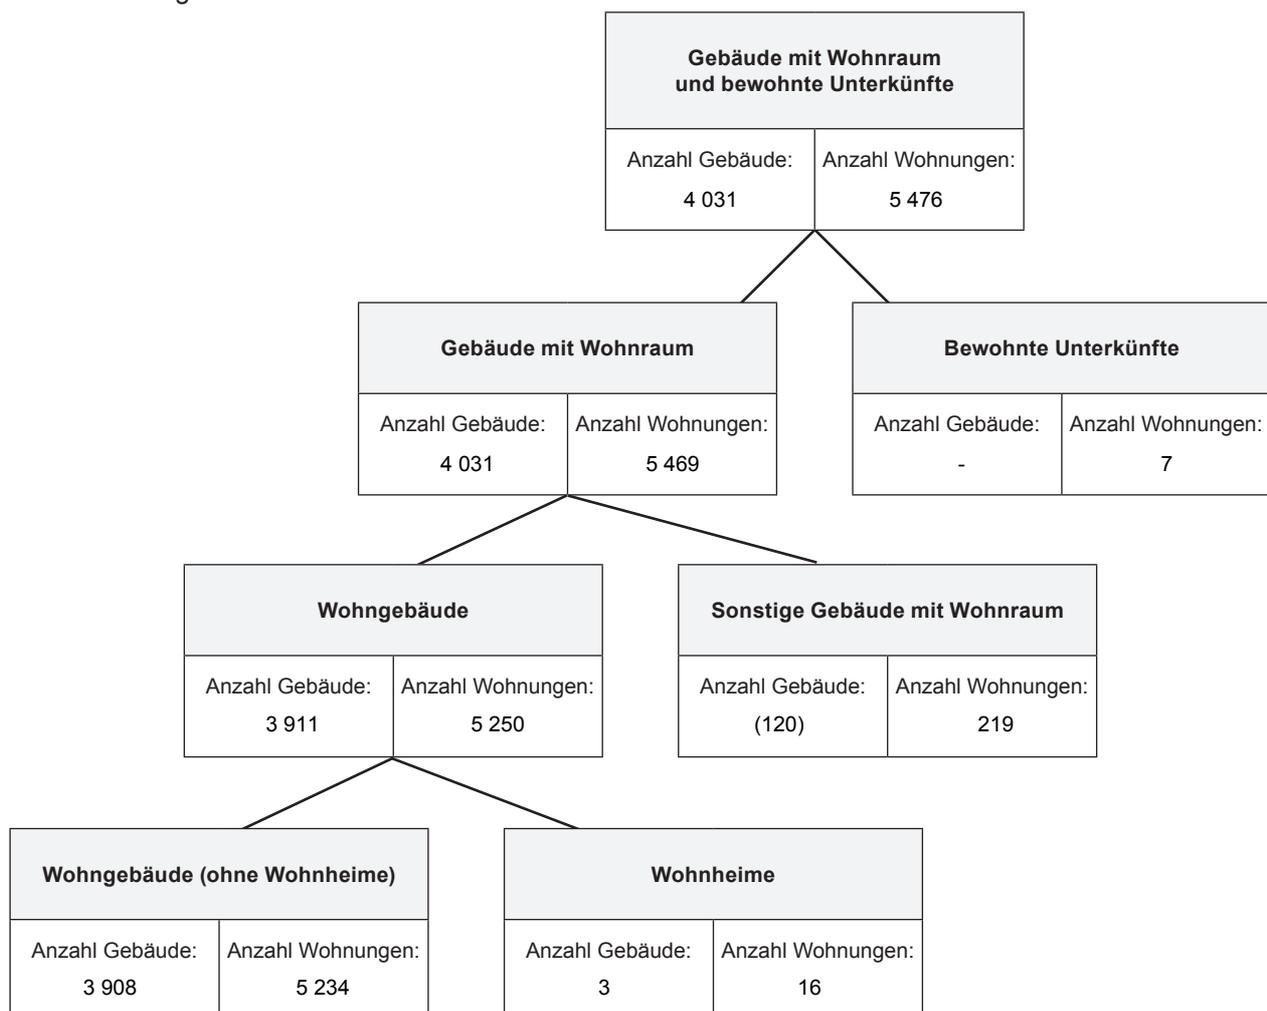 Gebäude mit Wohnraum
und bewohnte Unterkünfte
Anzahl Gebäude: Anzahl Wohnungen:
4 031 5 476
Gebäude mit Wohnraum
Anzahl Gebäude: Anzahl Wohnungen:
4 031 5 469
Bewohnte Unterkünfte
Anzahl Gebäude: Anzahl Wohnungen:
- 7
Wohngebäude
Anzahl Gebäude: Anzahl Wohnungen:
3 911 5 250
Sonstige Gebäude mit Wohnraum
Anzahl Gebäude: Anzahl Wohnungen:
(120) 219
Wohngebäude (ohne Wohnheime)
Anzahl Gebäude: Anzahl Wohnungen:
3 908 5 234
Wohnheime
Anzahl Gebäude: Anzahl Wohnungen:
3 16